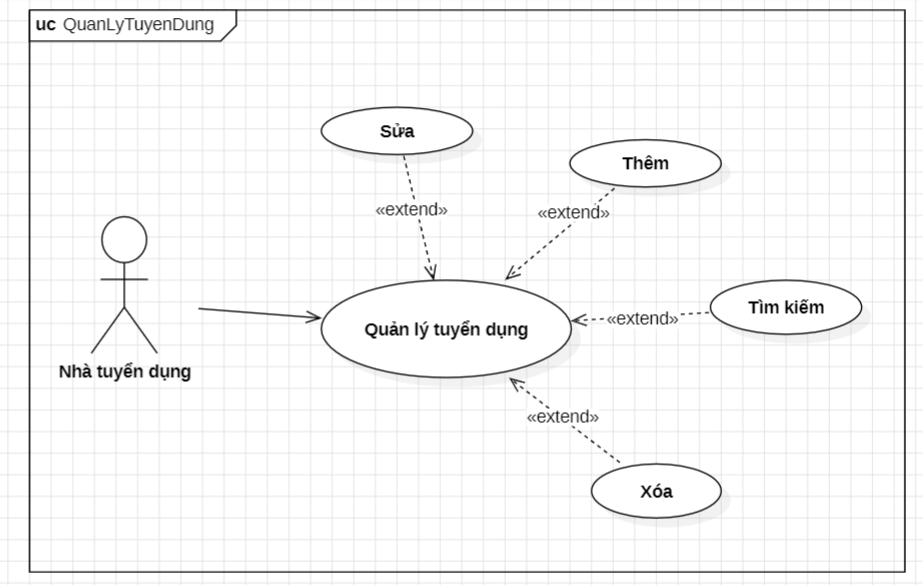 uc QuanLyTuyenDung
Sửa
Thêm
«extend»
«extend»
Tìm kiếm
«extend»
Quản lý tuyển dụng
Nhà tuyển dụng
«extend»
Xóa